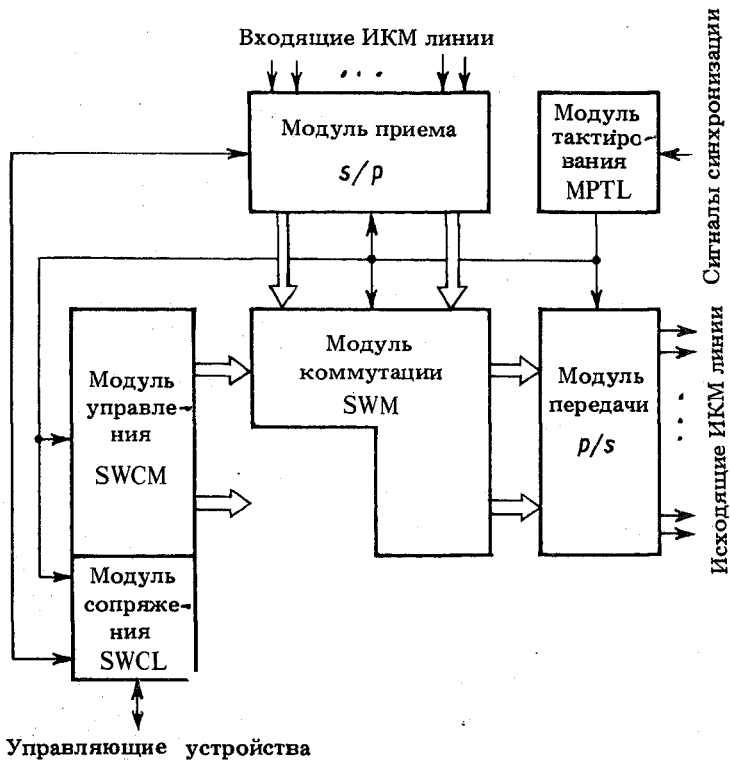 Входящие ИКМ линии
Модуль приема
s/p
Модуль
тактиро-
вания
MPTL
Сигналы синхронизации
Модуль
управле-
ния
SWCM
Модуль
коммутации
SWM
Модуль
передачи
p/s
Исходящие ИКМ линии
Модуль
сопряже-
ния
SWCL
Управляющие устройства